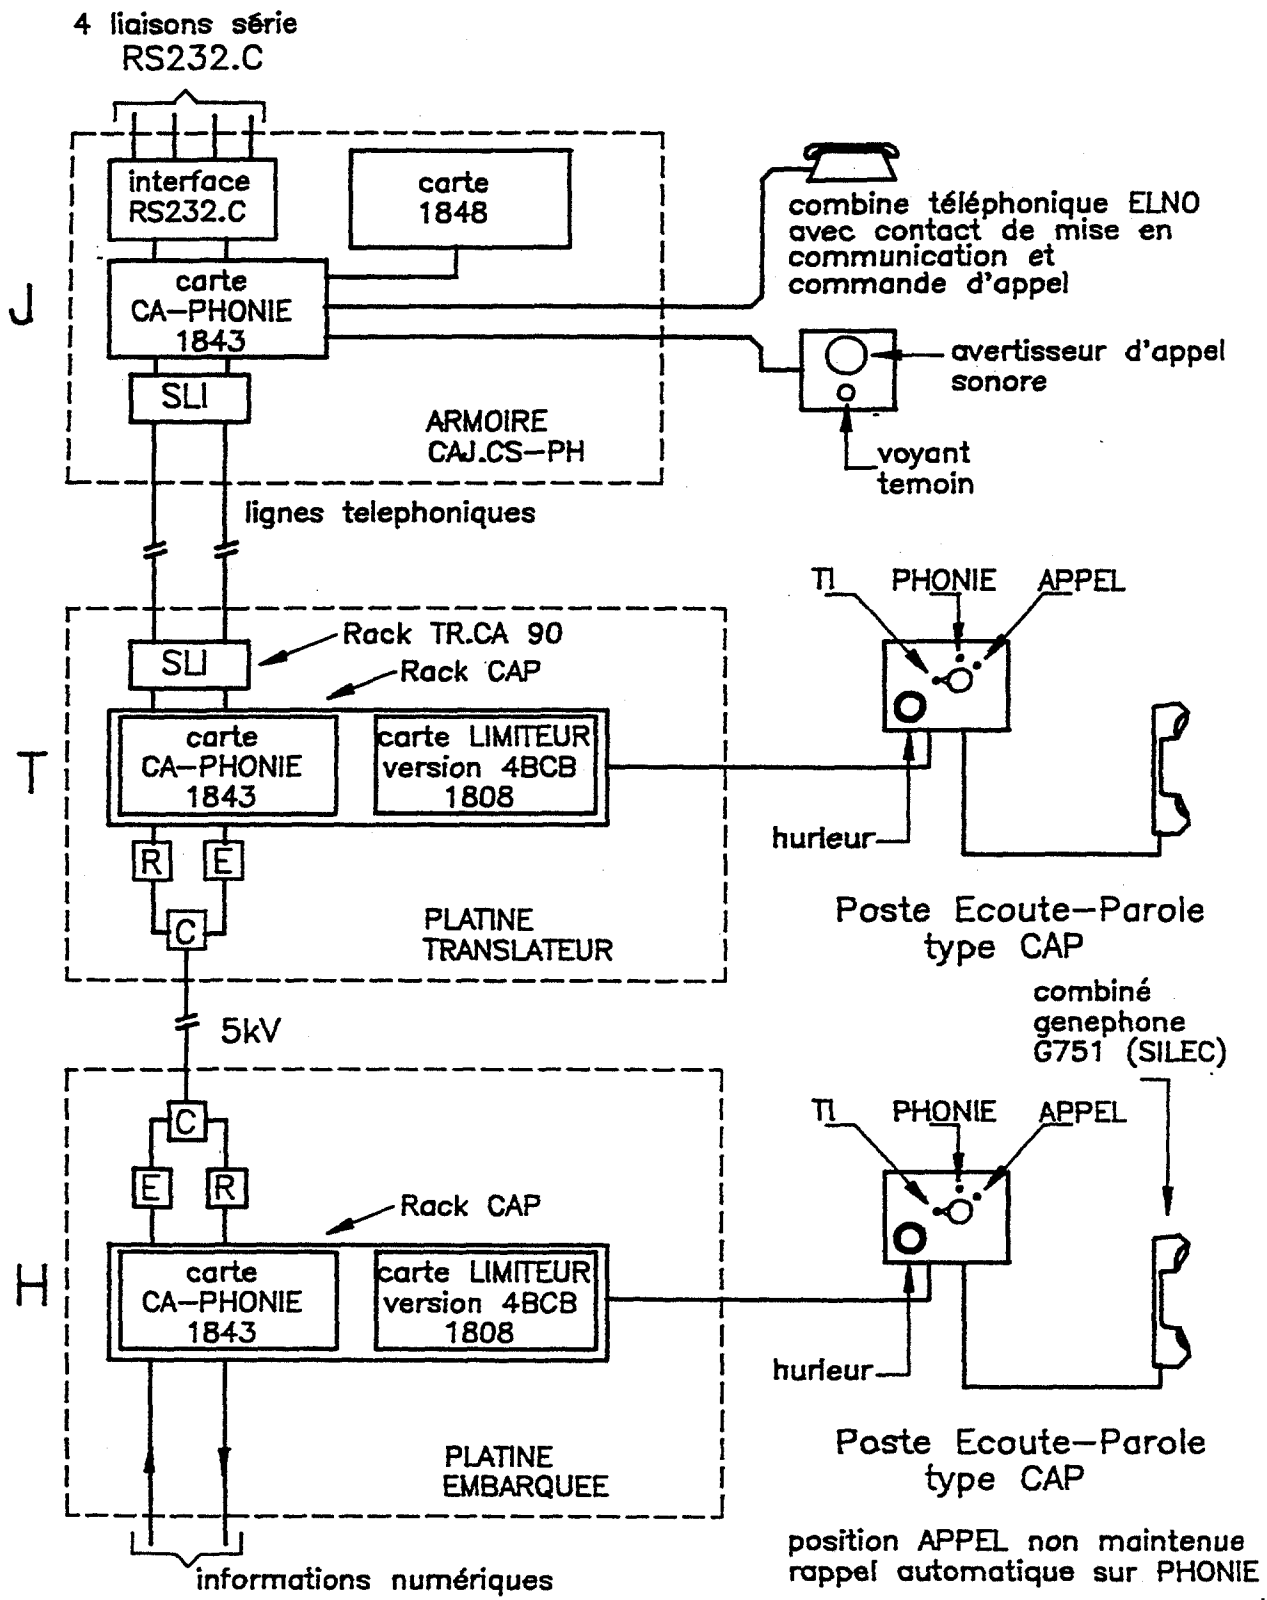 4 liaisons série
RS232.C
interface
RS232.C
carte
1848
carte
CA-PHONIE
1843
SLI
J
ARMOIRE
CAJ.CS-PH
combine téléphonique ELNO
avec contact de mise en
communication et
commande d'appel
avertisseur d'appel
sonore
voyant
temoin
lignes telephoniques
SLI
Rack TR.CA 90
Rack CAP
T
carte
CA-PHONIE
1843
carte LIMITEUR
version 4BCB
1808
R
E
C
PLATINE
TRANSLATEUR
TI
PHONIE
APPEL
hurleur
Poste Ecoute-Parole
type CAP
5kV
combiné
genephone
G751 (SILEC)
C
E
R
Rack CAP
H
carte
CA-PHONIE
1843
carte LIMITEUR
version 4BCB
1808
PLATINE
EMBARQUEE
TI
PHONIE
APPEL
hurleur
Poste Ecoute-Parole
type CAP
informations numériques
position APPEL non maintenue
rappel automatique sur PHONIE